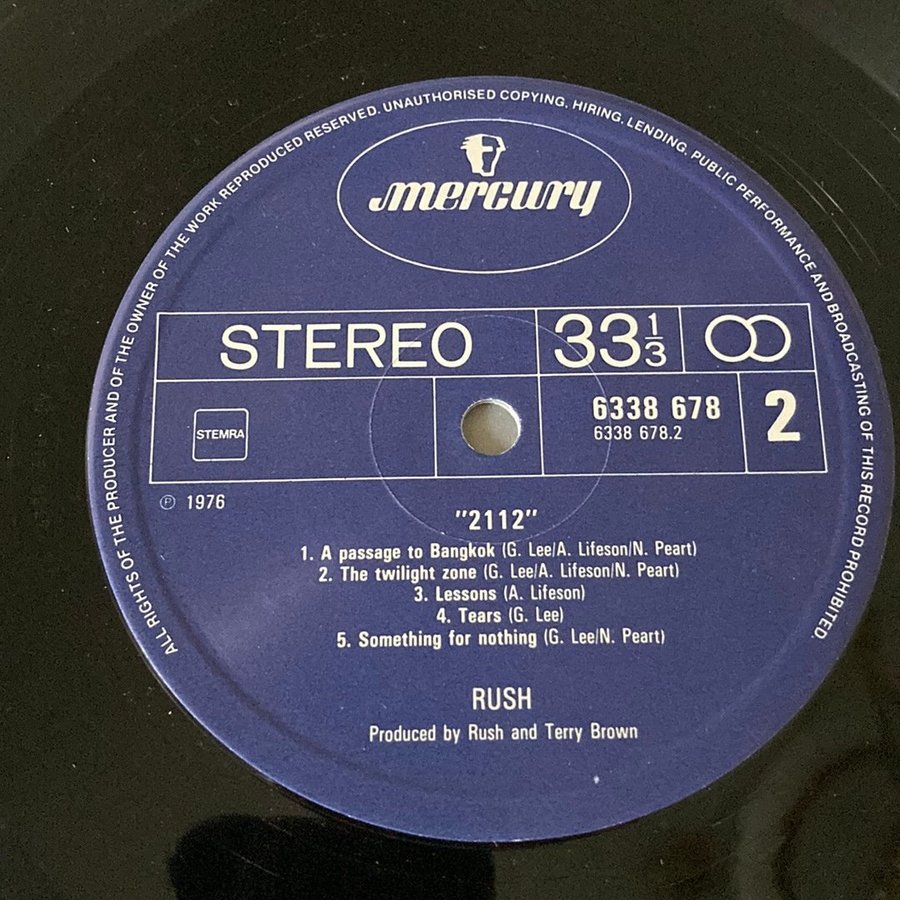 ALL RIGHTS OF THE PRODUCER AND OF THE OWNER OF THE WORK REPRODUCED RESERVED. UNAUTHORISED COPYING, HIRING, LENDING, PUBLIC PERFORMANCE AND BROADCASTING OF THIS RECORD PROHIBITED.
mercury
STEREO 33 1/3
STEMRA 6338 678 2
6338 678.2
℗ 1976
"2112"
1. A passage to Bangkok (G. Lee/A. Lifeson/N. Peart)
2. The twilight zone (G. Lee/A. Lifeson/N. Peart)
3. Lessons (A. Lifeson)
4. Tears (G. Lee)
5. Something for nothing (G. Lee/N. Peart)
RUSH
Produced by Rush and Terry Brown